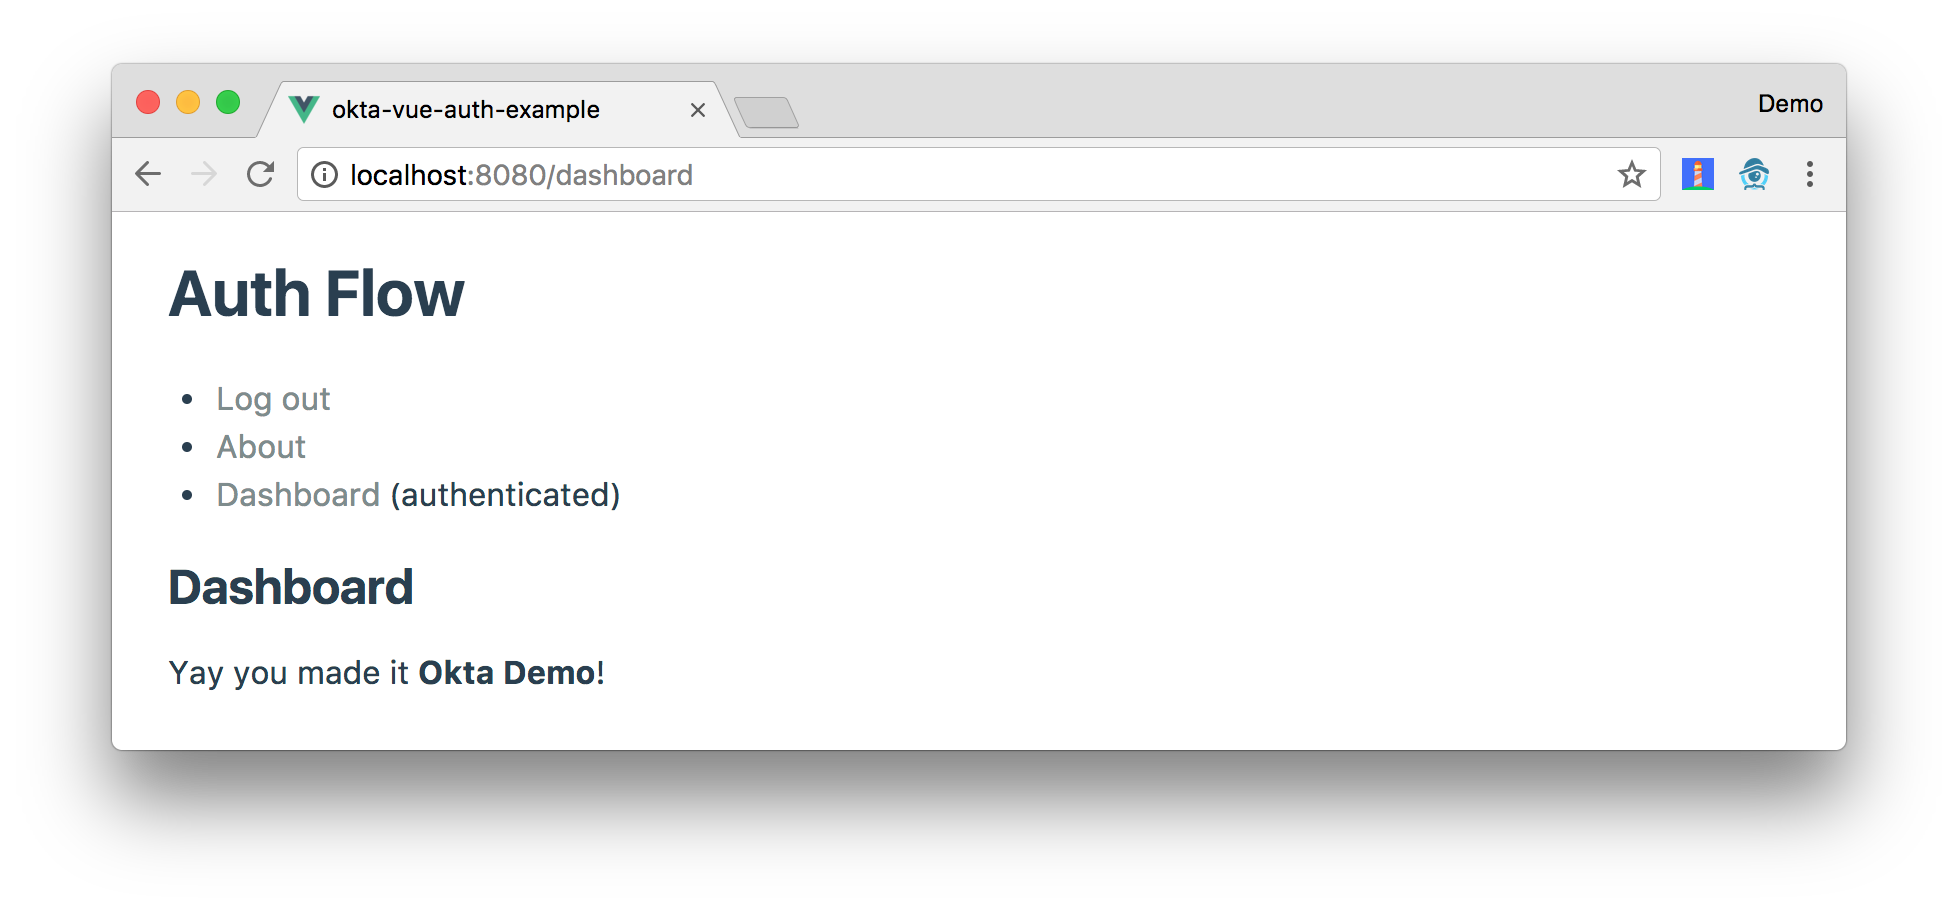 okta-vue-auth-example
Demo
localhost:8080/dashboard
Auth Flow
• Log out
• About
• Dashboard (authenticated)
Dashboard
Yay you made it Okta Demo!